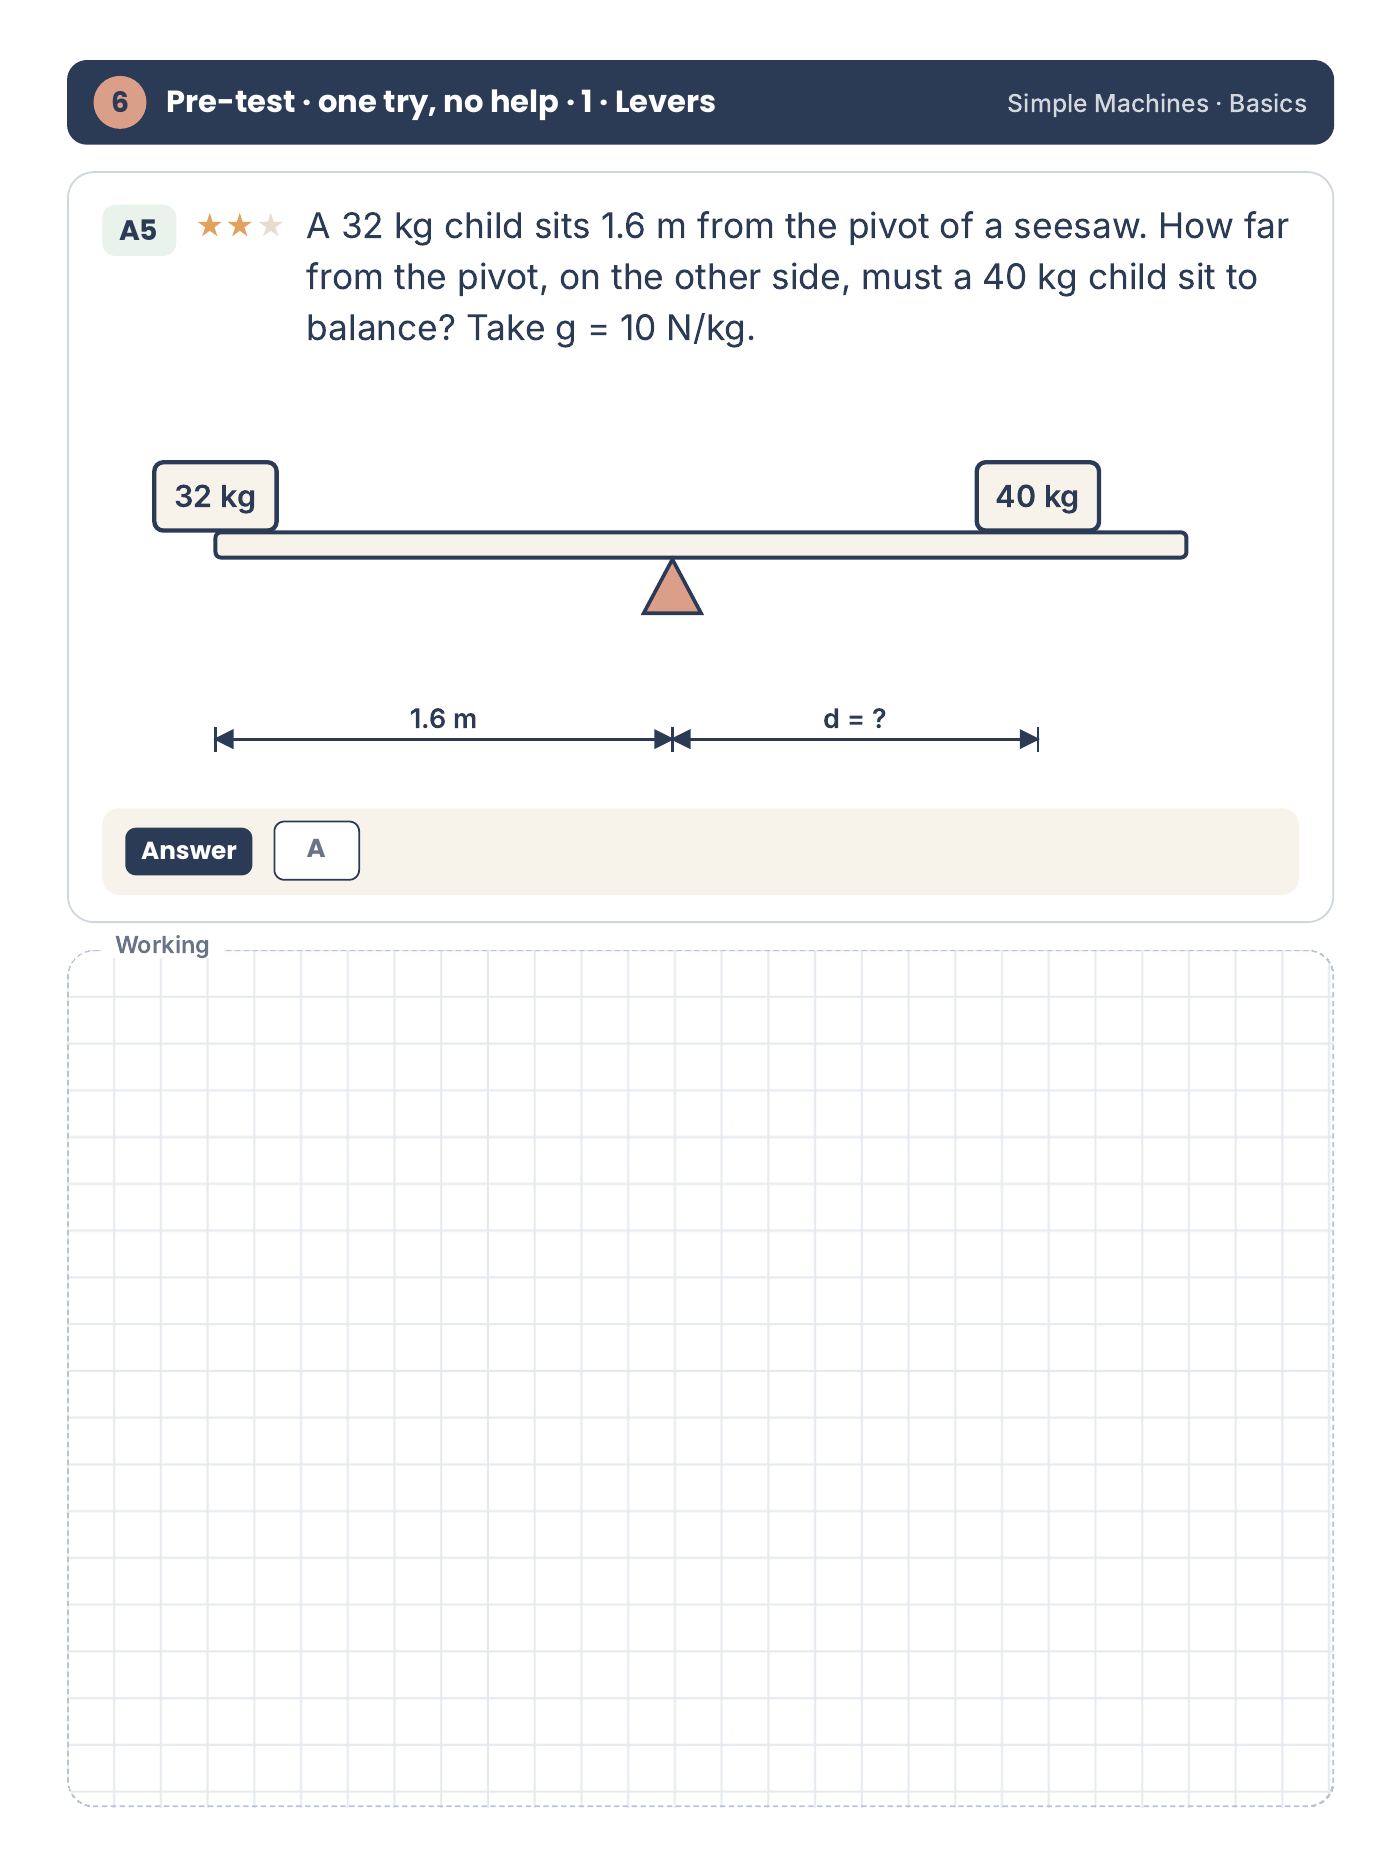 6 Pre-test · one try, no help · 1 · Levers
Simple Machines · Basics
A5 ★★★ A 32 kg child sits 1.6 m from the pivot of a seesaw. How far
from the pivot, on the other side, must a 40 kg child sit to
balance? Take g = 10 N/kg.
32 kg
40 kg
1.6 m
d = ?
Answer A
Working